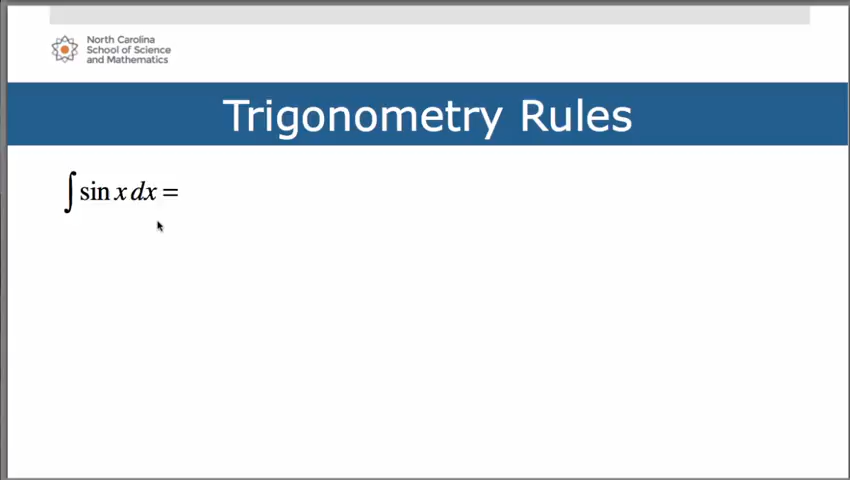 North Carolina
School of Science
and Mathematics
Trigonometry Rules
∫ sin x dx =